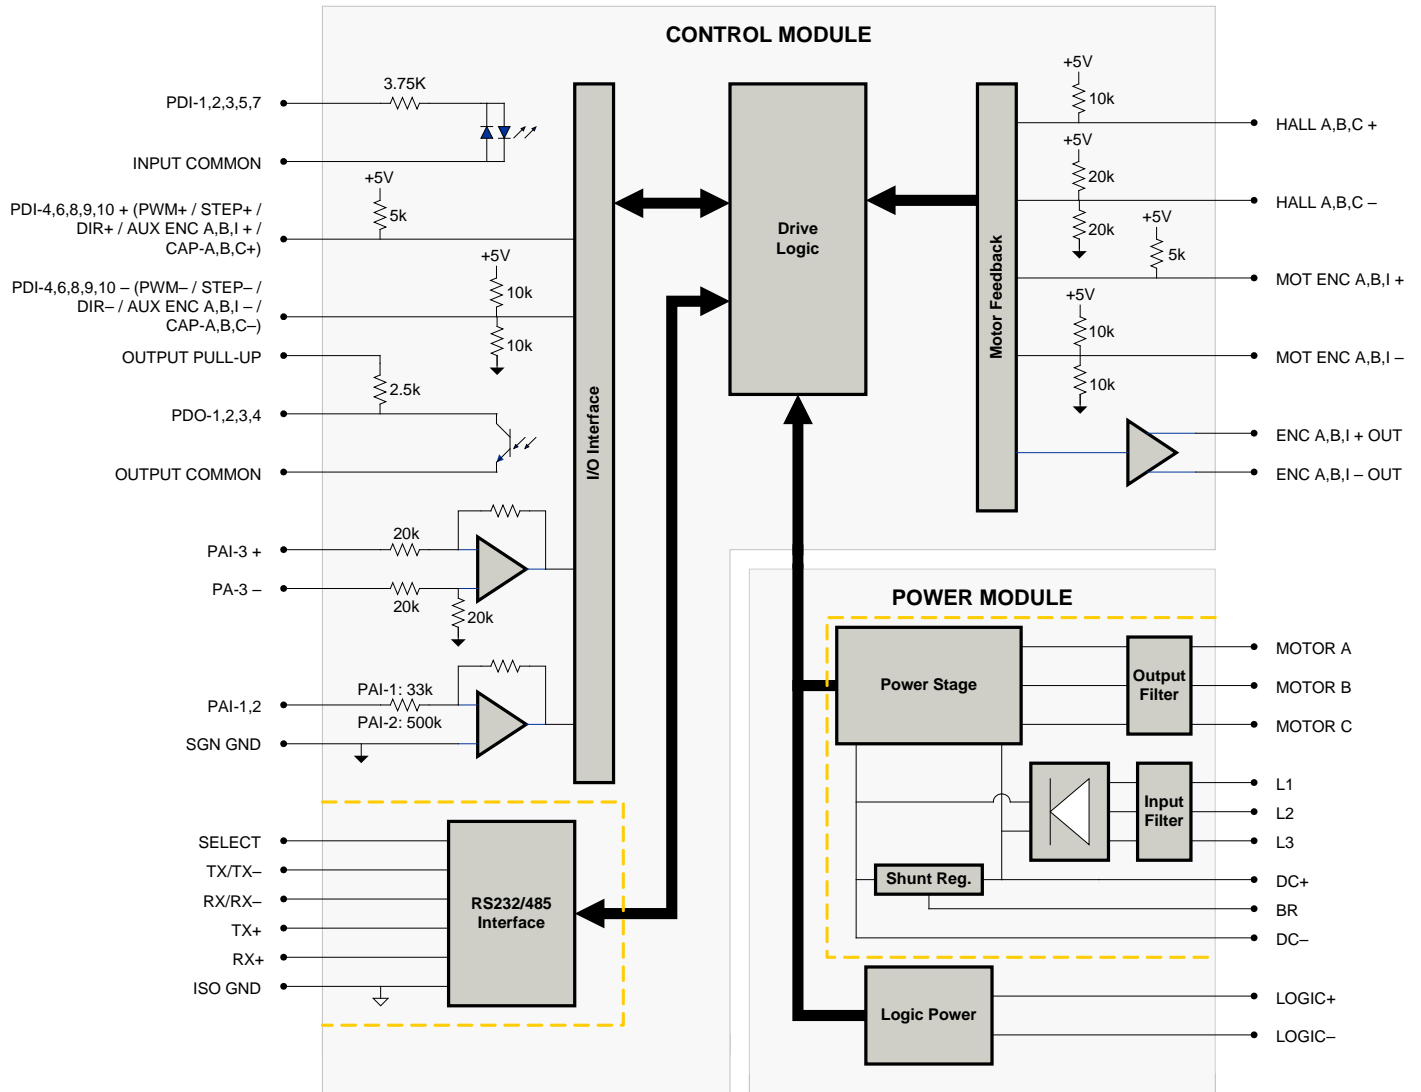 CONTROL MODULE
PDI-1,2,3,5,7
3.75K
INPUT COMMON
+5V
5k
PDI-4,6,8,9,10 + (PWM+ / STEP+ /
DIR+ / AUX ENC A,B,I + /
CAP-A,B,C+)
+5V
10k
10k
PDI-4,6,8,9,10 – (PWM– / STEP– /
DIR– / AUX ENC A,B,I – /
CAP-A,B,C–)
OUTPUT PULL-UP
2.5k
PDO-1,2,3,4
OUTPUT COMMON
PAI-3 +
20k
PA-3 –
20k
20k
PAI-1,2
PAI-1: 33k
PAI-2: 500k
SGN GND
I/O Interface
SELECT
TX/TX–
RX/RX–
TX+
RX+
ISO GND
RS232/485
Interface
Drive
Logic
Motor Feedback
+5V
10k
HALL A,B,C +
+5V
20k
20k
HALL A,B,C –
+5V
5k
MOT ENC A,B,I +
+5V
10k
10k
MOT ENC A,B,I –
ENC A,B,I + OUT
ENC A,B,I – OUT
POWER MODULE
Power Stage
Output
Filter
MOTOR A
MOTOR B
MOTOR C
Input
Filter
L1
L2
L3
Shunt Reg.
DC+
BR
DC–
Logic Power
LOGIC+
LOGIC–